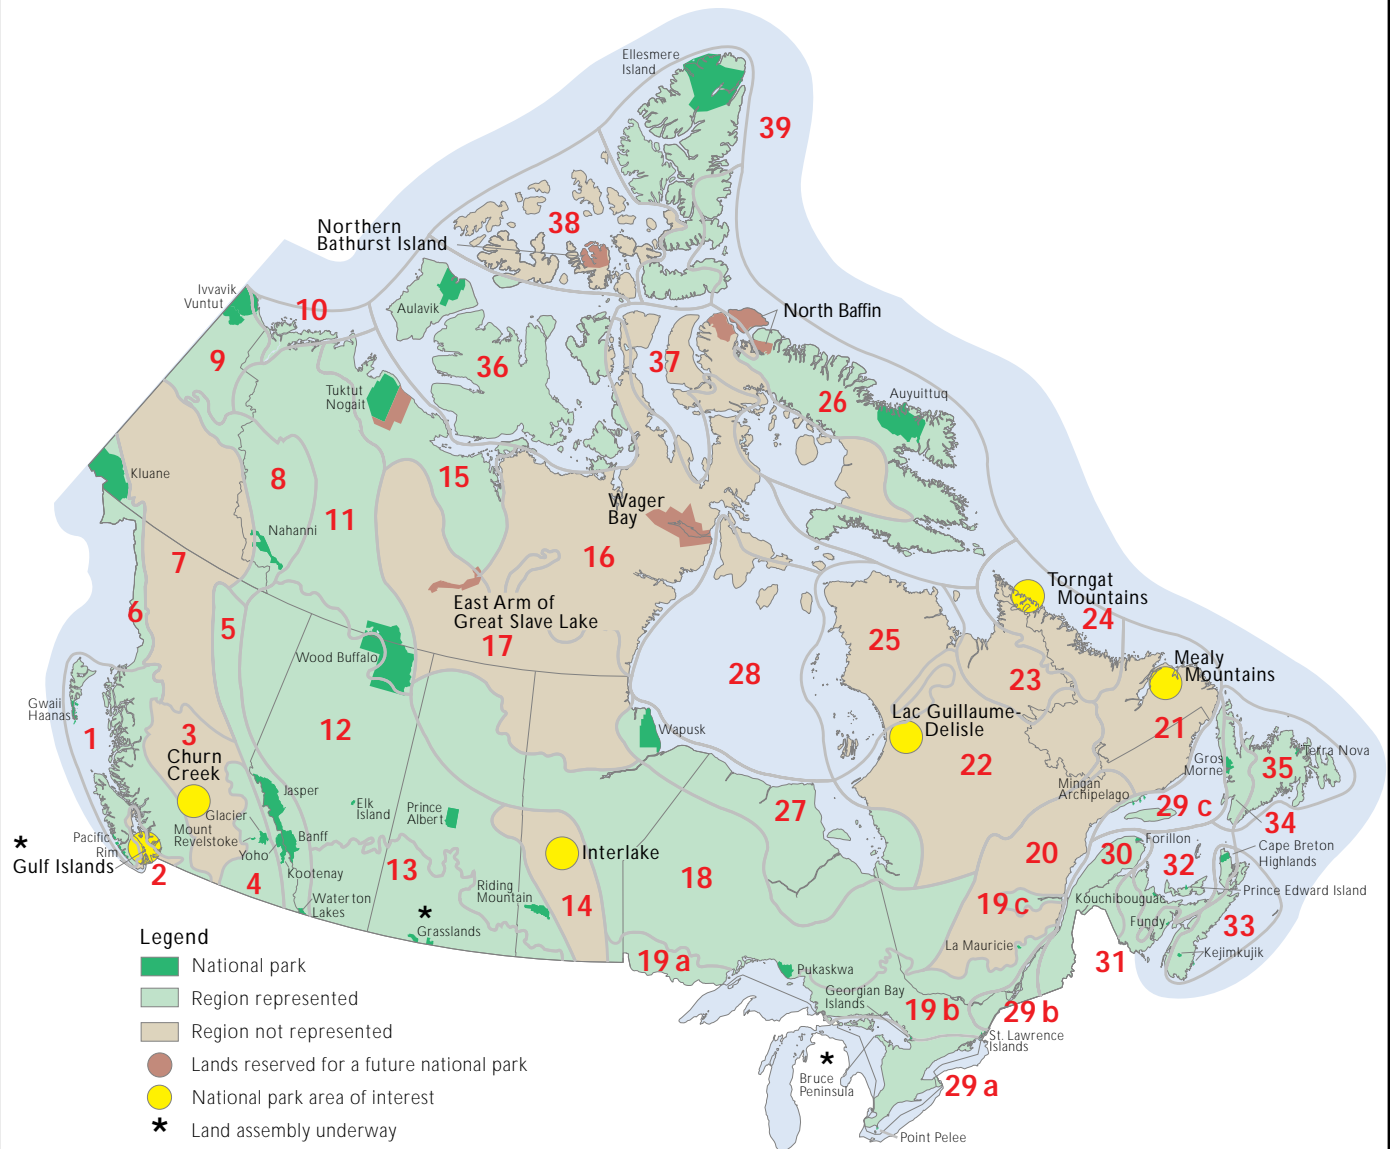 Ellesmere
Island
39
38
Northern
Bathurst Island
Ivvavik
Vuntut
10
Aulavik
North Baffin
9
36
37
Tuktut
Nogait
26
Auyuittuq
Kluane
8
15
11
Wager
Bay
Nahanni
7
16
Torngat
Mountains
6
5
East Arm of
Great Slave Lake
17
25
24
Wood Buffalo
28
23
Mealy
Mountains
Gwaii
Haanas
1
3
12
Wapusk
Lac Guillaume-
Delisle
21
Churn
Creek
22
Gros
Morne
Terra Nova
35
Jasper
Elk
Island
Prince
Albert
Mingan
Archipelago
29 c
27
34
Glacier
Mount
Revelstoke
Banff
Yoho
Pacific
Rim
*
Gulf Islands
2
4
Kootenay
13
Interlake
18
20
30
Forillon
32
Cape Breton
Highlands
Waterton
Lakes
Riding
Mountain
14
19 c
Kouchibouguac
Prince Edward Island
*
Grasslands
Fundy
33
La Mauricie
Kejimkujik
31
19 a
Pukaskwa
Georgian Bay
Islands
19 b
29 b
St. Lawrence
Islands
*
Bruce
Peninsula
29 a
Point Pelee
Legend
National park
Region represented
Region not represented
Lands reserved for a future national park
National park area of interest
* Land assembly underway